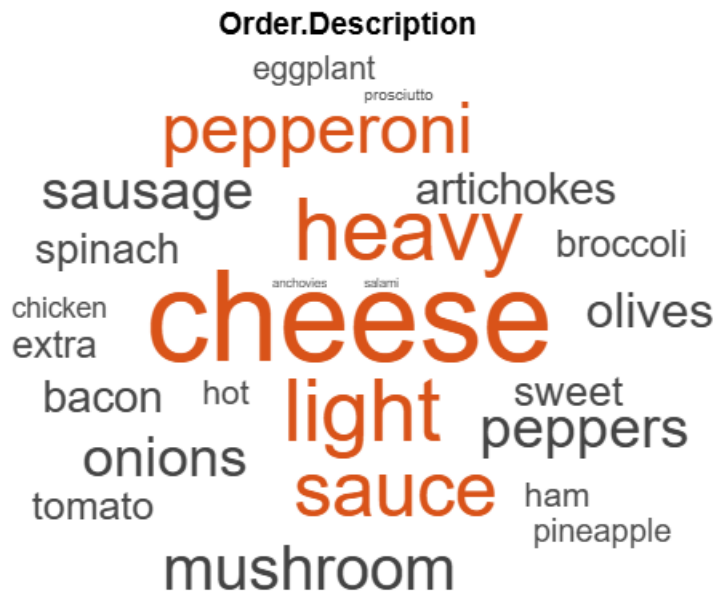 Order.Description
eggplant
prosciutto
pepperoni
sausage artichokes
heavy
spinach broccoli
anchovies salami
chicken cheese olives
extra
bacon hot light sweet
peppers
onions
tomato sauce ham
pineapple
mushroom